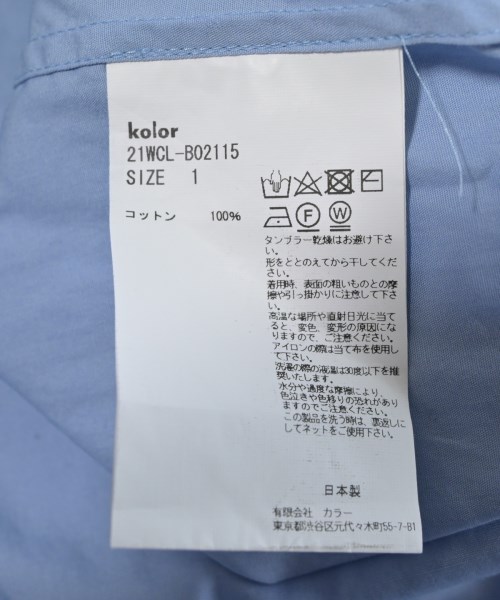 kolor
21WCL-B02115
SIZE 1
コットン 100%
F W
タンブラー乾燥はお避け下さ
い。
形をととのえてから干してくだ
さい。
着用時、表面の粗いものとの摩
擦や引っ掛かりに注意して下さ
い。
高温な場所や直射日光に当て
ると、変色、変形の原因にな
りますので、ご注意ください。
アイロンの際は当て布を使用し
て下さい。
洗濯の際の液温は30度以下を推
奨いたします。
水分や過度な摩擦により、
色泣きや色移りの恐れがあり
ますのでご注意ください。
この製品を洗う時は、裏返しに
してネットをご使用下さい。
日本製
有限会社 カラー
東京都渋谷区元代々木町55-7-B1